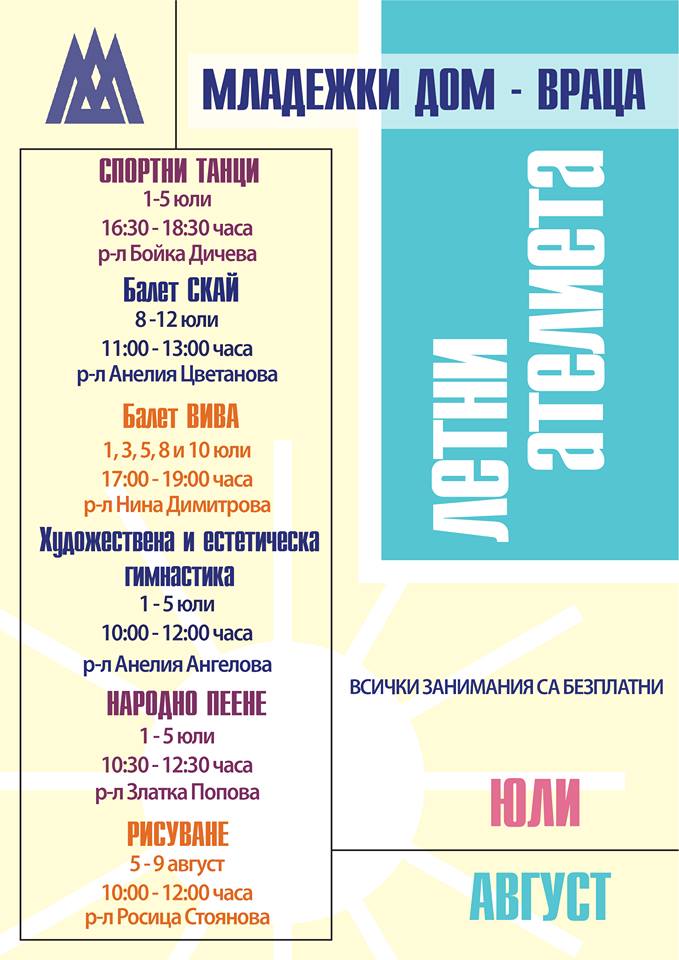 МЛАДЕЖКИ ДОМ - ВРАЦА
летни
ателиета
СПОРТНИ ТАНЦИ
1-5 юли
16:30 - 18:30 часа
р-л Бойка Дичева
Балет СКАЙ
8 -12 юли
11:00 - 13:00 часа
р-л Анелия Цветанова
Балет ВИВА
1, 3, 5, 8 и 10 юли
17:00 - 19:00 часа
р-л Нина Димитрова
Художествена и естетическа
гимнастика
1 - 5 юли
10:00 - 12:00 часа
р-л Анелия Ангелова
НАРОДНО ПЕЕНЕ
1 - 5 юли
10:30 - 12:30 часа
р-л Златка Попова
РИСУВАНЕ
5 - 9 август
10:00 - 12:00 часа
р-л Росица Стоянова
ВСИЧКИ ЗАНИМАНИЯ СА БЕЗПЛАТНИ
ЮЛИ
АВГУСТ